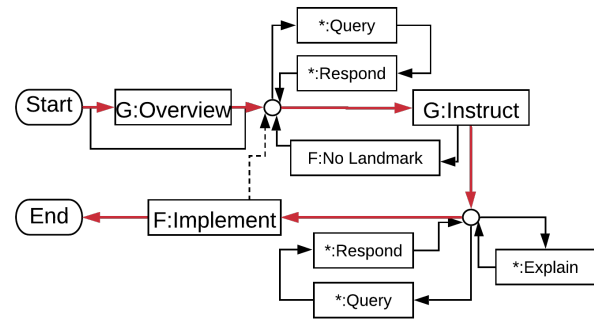 *:Query
*:Respond
Start
G:Overview
G:Instruct
F:No Landmark
End
F:Implement
*:Respond
*:Explain
*:Query